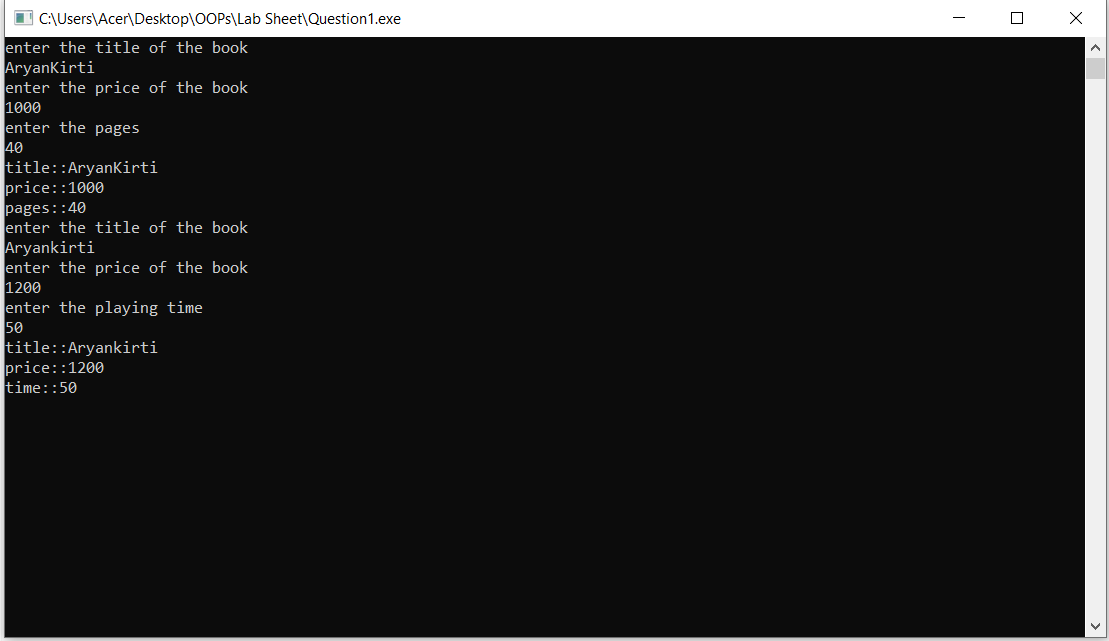 C:\Users\Acer\Desktop\OOPs\Lab Sheet\Question1.exe
enter the title of the book
AryanKirti
enter the price of the book
1000
enter the pages
40
title::AryanKirti
price::1000
pages::40
enter the title of the book
Aryankirti
enter the price of the book
1200
enter the playing time
50
title::Aryankirti
price::1200
time::50